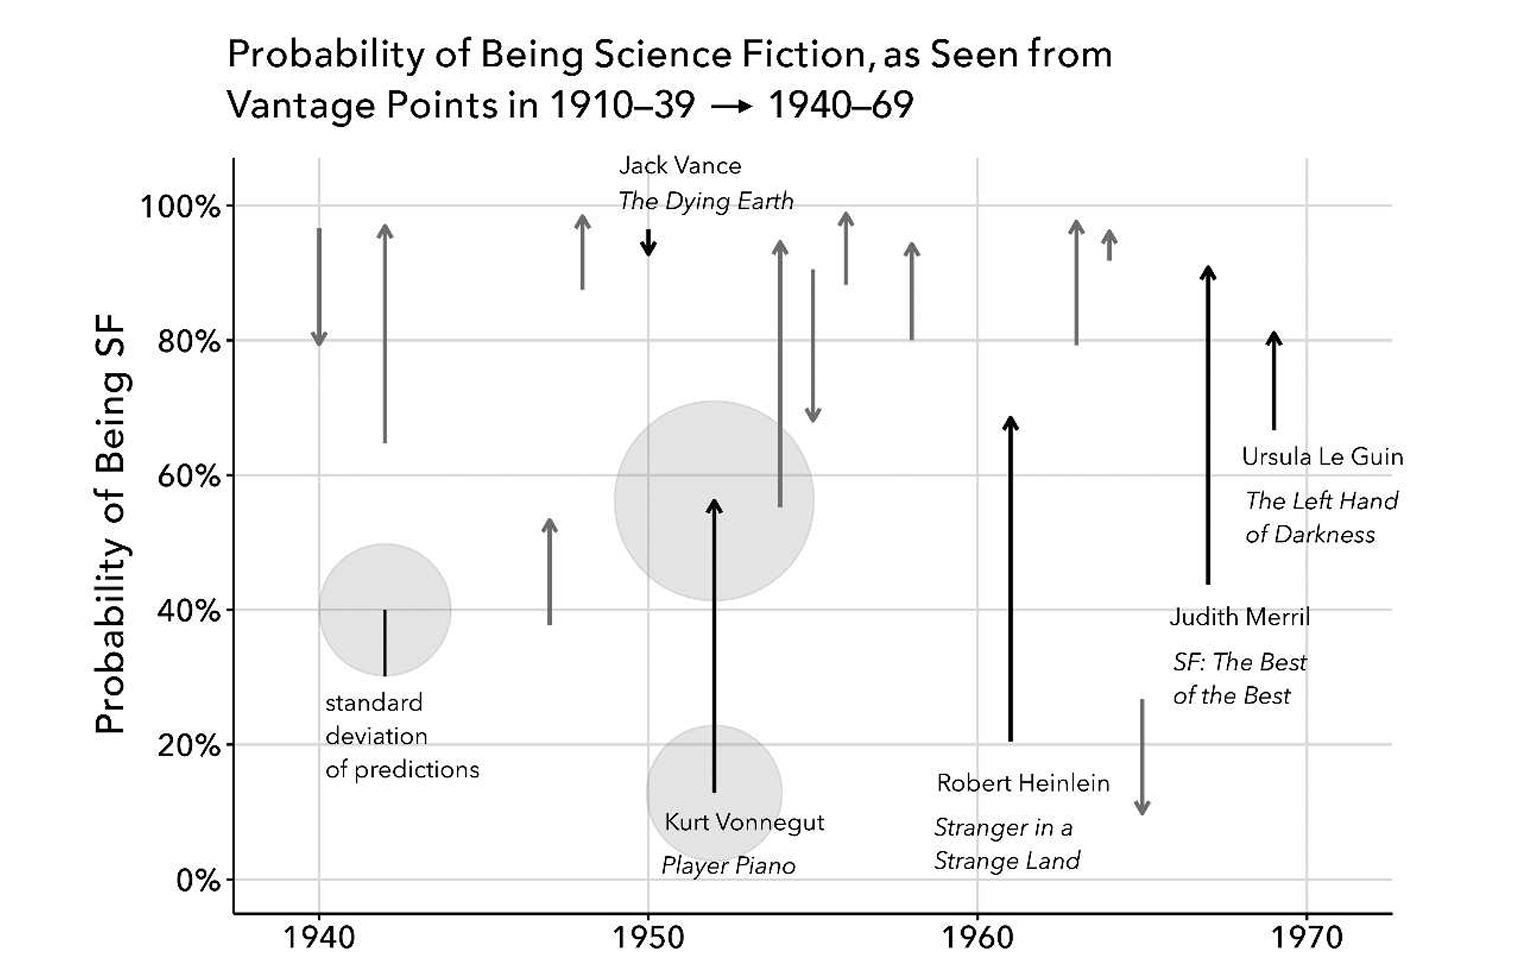 Probability of Being Science Fiction, as Seen from
Vantage Points in 1910–39 → 1940–69
Jack Vance
The Dying Earth
100%
80%
60%
40%
20%
0%
Probability of Being SF
Ursula Le Guin
The Left Hand
of Darkness
Judith Merril
SF: The Best
of the Best
standard
deviation
of predictions
Robert Heinlein
Stranger in a
Strange Land
Kurt Vonnegut
Player Piano
1940
1950
1960
1970